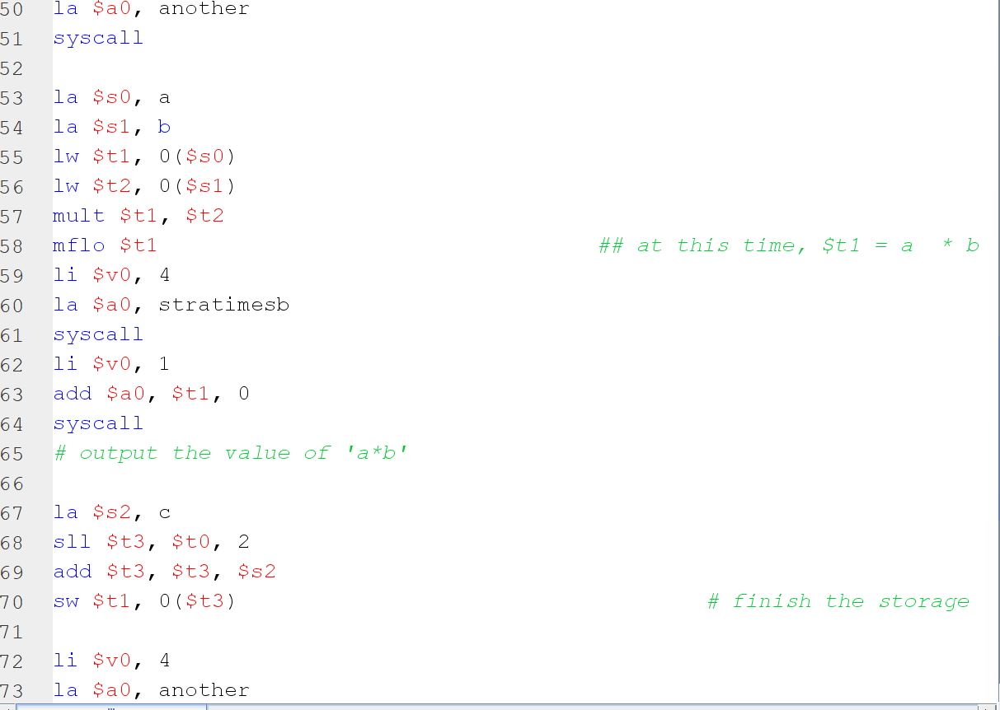 50 la $a0, another
51 syscall
52
53 la $s0, a
54 la $s1, b
55 lw $t1, 0($s0)
56 lw $t2, 0($s1)
57 mult $t1, $t2
58 mflo $t1 ## at this time, $t1 = a  * b
59 li $v0, 4
60 la $a0, stratimesb
61 syscall
62 li $v0, 1
63 add $a0, $t1, 0
64 syscall
65 # output the value of 'a*b'
66
67 la $s2, c
68 sll $t3, $t0, 2
69 add $t3, $t3, $s2
70 sw $t1, 0($t3) # finish the storage
71
72 li $v0, 4
73 la $a0, another